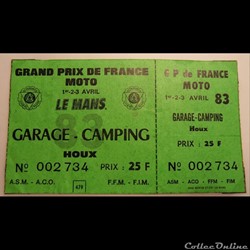 GRAND PRIX DE FRANCE
MOTO
1er-2-3 AVRIL
LE MANS
83
GARAGE - CAMPING
HOUX
No 002734 PRIX : 25 F
A.S.M. - A.C.O. F.F.M. - F.I.M.
479
G P de FRANCE
MOTO
1er-2-3 AVRIL 83
GARAGE-CAMPING
Houx
PRIX : 25 F
No 002734
ASM - ACO - FFM - FIM